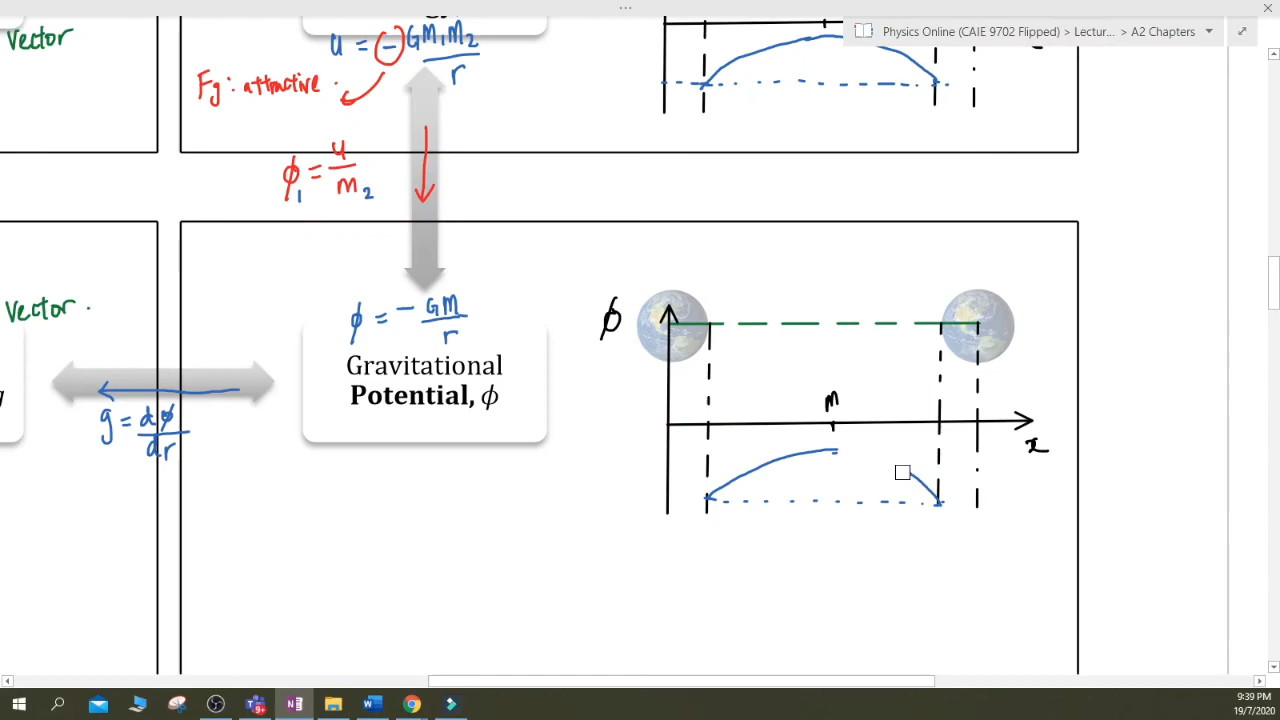 Physics Online (CAIE 9702 Flipped) > Lectur... > A2 Chapters
vector
u = - GM₁M₂ / r
Fg : attractive
ϕ₁ = u / m₂
vector
ϕ = - GM / r
Gravitational
Potential, ϕ
g = dϕ / dr
ϕ
m
x
9:39 PM
19/7/2020